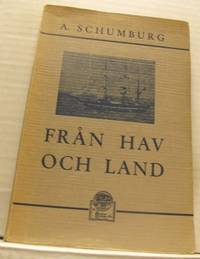 A. SCHUMBURG
FRÅN HAV
OCH LAND